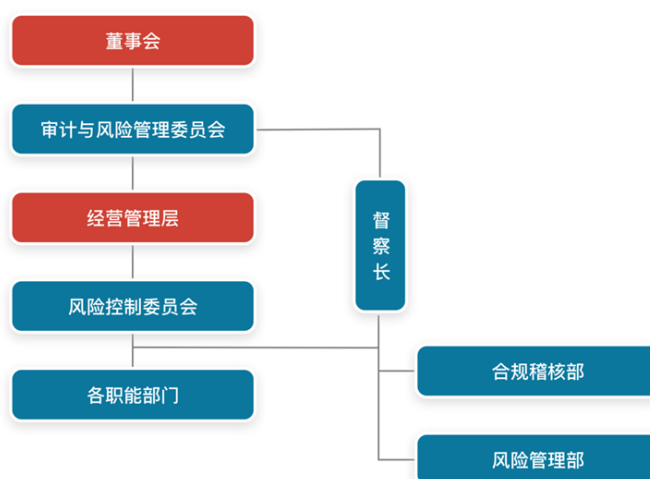 董事会
审计与风险管理委员会
经营管理层
督察长
风险控制委员会
各职能部门
合规稽核部
风险管理部